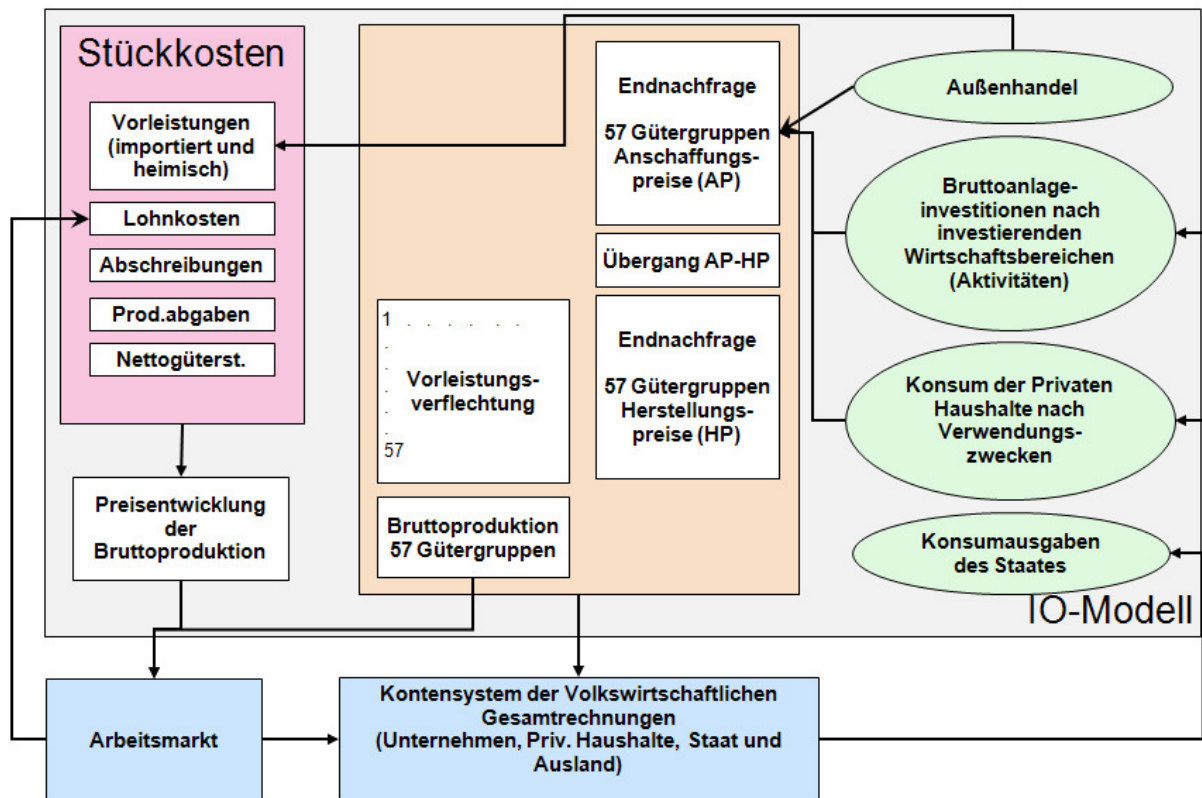 Stückkosten
Vorleistungen
(importiert und
heimisch)
Lohnkosten
Abschreibungen
Prod.abgaben
Nettogüterst.
Preisentwicklung
der
Bruttoproduktion
Endnachfrage
57 Gütergruppen
Anschaffungs-
preise (AP)
Übergang AP-HP
Endnachfrage
57 Gütergruppen
Herstellungs-
preise (HP)
1 . . . . . .
.
.
.
.
.
57
Vorleistungs-
verflechtung
Bruttoproduktion
57 Gütergruppen
Außenhandel
Bruttoanlage-
investitionen nach
investierenden
Wirtschaftsbereichen
(Aktivitäten)
Konsum der Privaten
Haushalte nach
Verwendungs-
zwecken
Konsumausgaben
des Staates
IO-Modell
Arbeitsmarkt
Kontensystem der Volkswirtschaftlichen
Gesamtrechnungen
(Unternehmen, Priv. Haushalte, Staat und
Ausland)